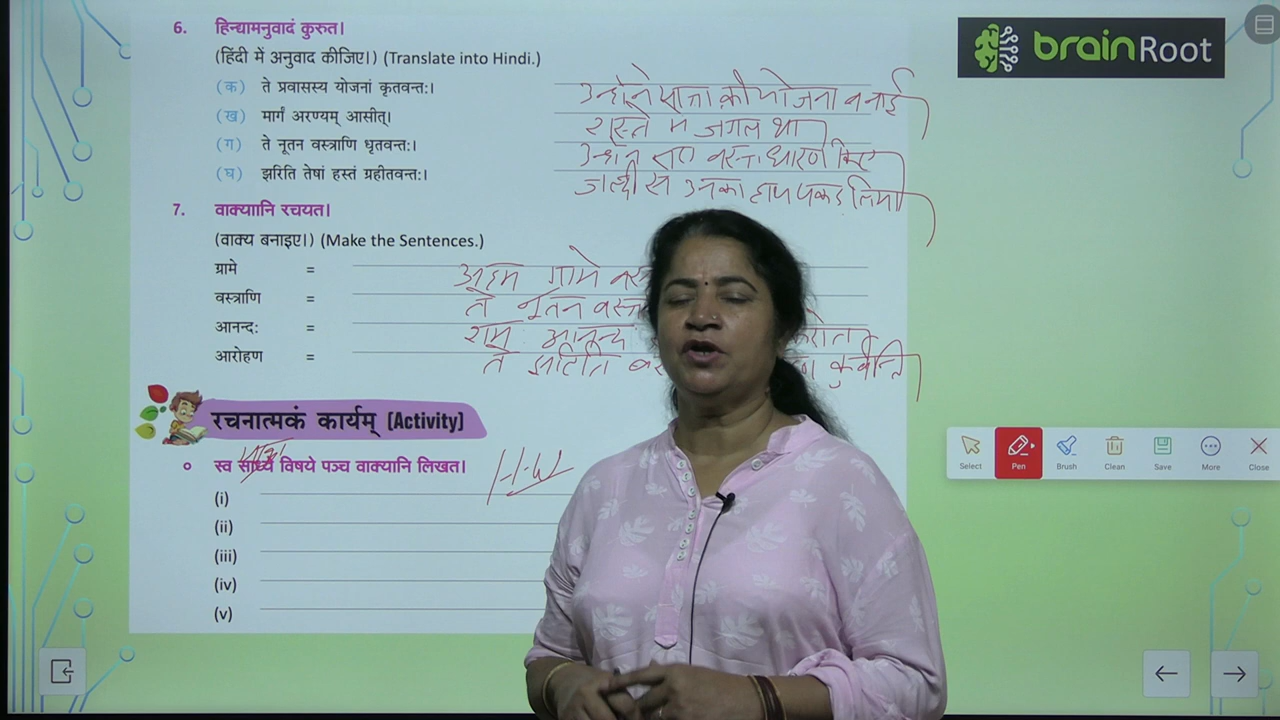 brainRoot
6. हिन्द्यामनुवादं कुरुत।
(हिंदी में अनुवाद कीजिए।) (Translate into Hindi.)
(क) ते प्रवासस्य योजनां कृतवन्तः। उन्होने यात्रा की योजना बनाई
(ख) मार्गं अरण्यम् आसीत्। रास्ते में जंगल था
(ग) ते नूतन वस्त्राणि घृतवन्तः। उन्होने नए वस्त्र धारण किए
(घ) झरिति तेषां हस्तं ग्रहीतवन्तः। जल्दी से उनका हाथ पकड़ लिया
7. वाक्याानि रचयत।
(वाक्य बनाइए।) (Make the Sentences.)
ग्रामे = अहम ग्रामे
वस्त्राणि = ते नूतन
आनन्दः = राम आनन्द
आरोहण = ते झटिति कुर्वन्ति
रचनात्मकं कार्यम् (Activity)
स्व साध्य विषये पञ्च वाक्यानि लिखत। H.W
(i)
(ii)
(iii)
(iv)
(v)
Select Pen Brush Clean Save More Close